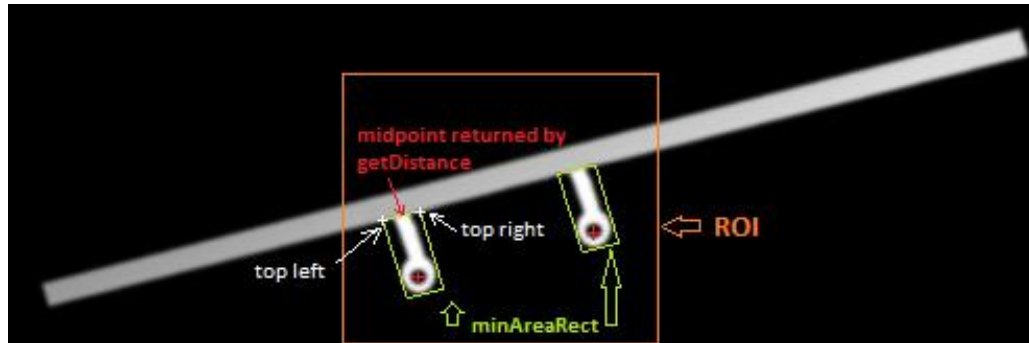 midpoint returned by
getDistance
top right
ROI
top left
minAreaRect